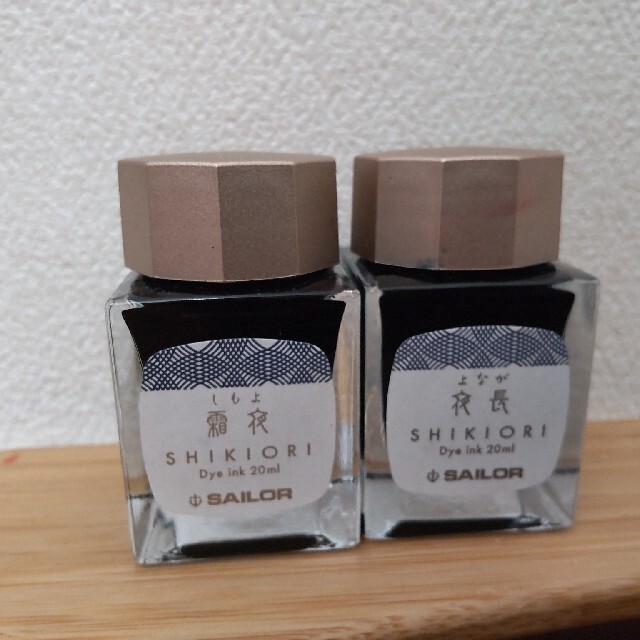 しもよ
霜夜
SHIKIORI
Dye ink 20ml
SAILOR
よなが
夜長
SHIKIORI
Dye ink 20ml
SAILOR